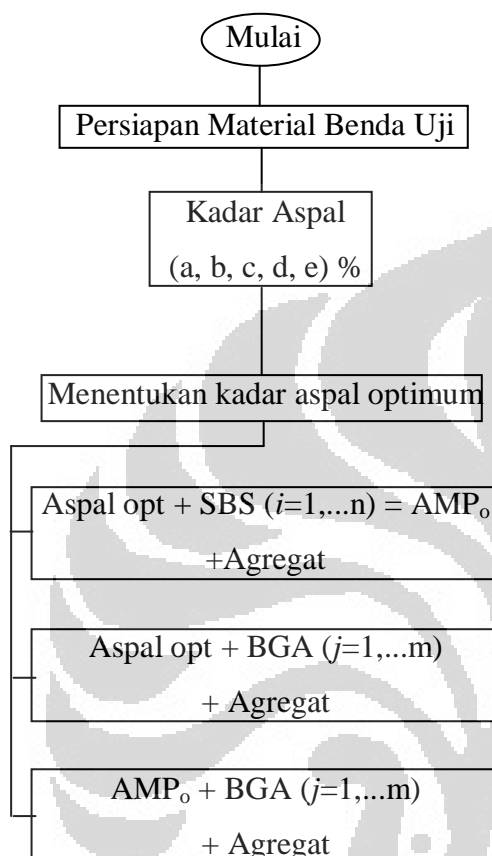 Mulai
Persiapan Material Benda Uji
Kadar Aspal
(a, b, c, d, e) %
Menentukan kadar aspal optimum
Aspal opt + SBS (i=1,...n) = AMPₒ
+Agregat
Aspal opt + BGA (j=1,...m)
+ Agregat
AMPₒ + BGA (j=1,...m)
+ Agregat